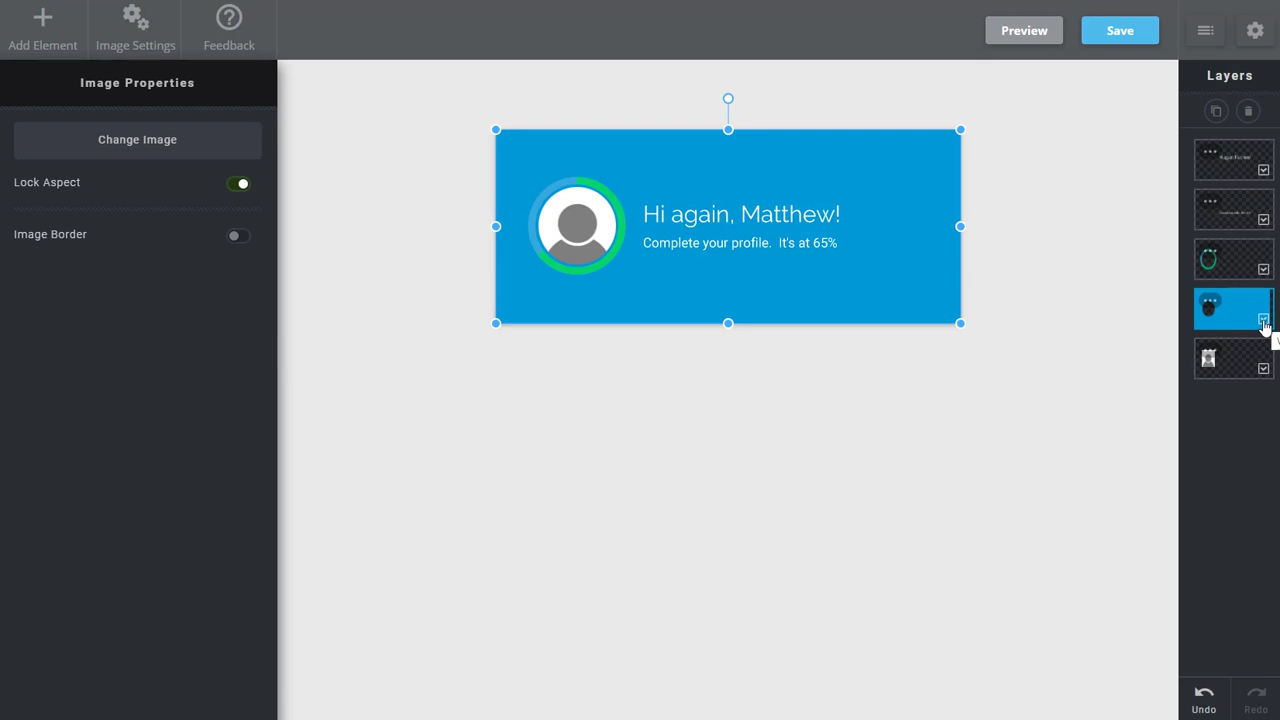 Add Element
Image Settings
Feedback
Preview
Save
Image Properties
Layers
Change Image
Lock Aspect
Image Border
Hi again, Matthew!
Complete your profile. It's at 65%
Undo
Redo